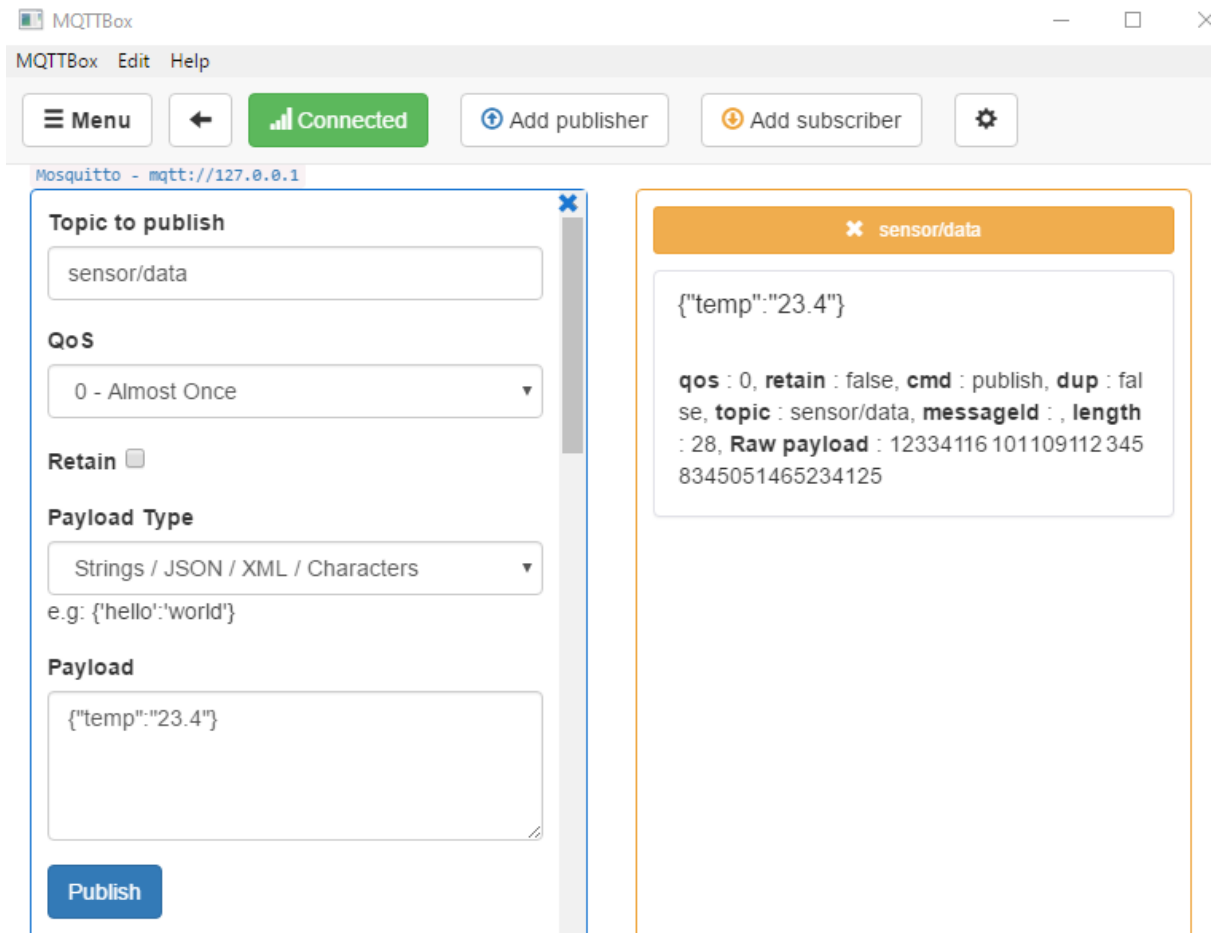 MQTTBox
MQTTBox Edit Help
Menu Connected Add publisher Add subscriber
Mosquitto - mqtt://127.0.0.1
Topic to publish
sensor/data
QoS
0 - Almost Once
Retain
Payload Type
Strings / JSON / XML / Characters
e.g: {'hello':'world'}
Payload
{"temp":"23.4"}
Publish
sensor/data
{"temp":"23.4"}
qos : 0, retain : false, cmd : publish, dup : fal
se, topic : sensor/data, messageId : , length
: 28, Raw payload : 12334116101109112345
8345051465234125